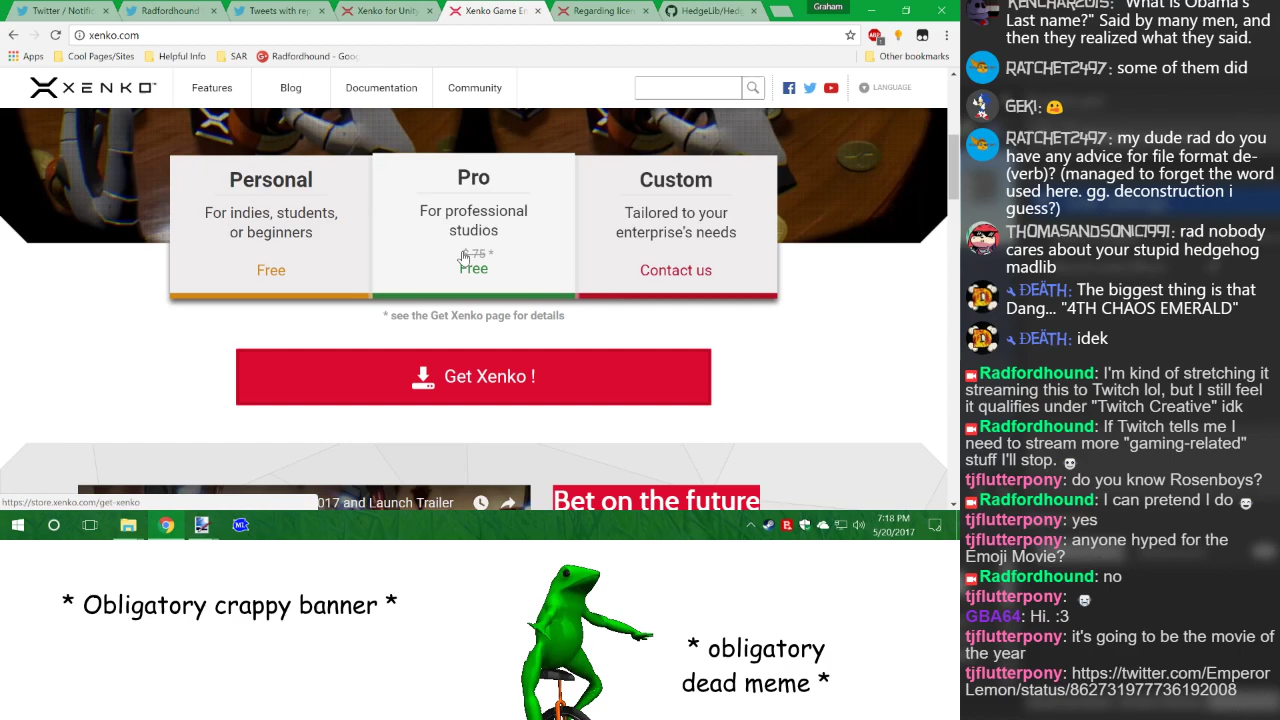 Twitter / Notific
Radfordhound
Tweets with rep
Xenko for Unity
Xenko Game En
Regarding licen
HedgeLib/Hedg
Graham
xenko.com
Apps
Cool Pages/Sites
Helpful Info
SAR
Radfordhound - Goo
Other bookmarks
XENKO
Features
Blog
Documentation
Community
LANGUAGE
Personal
For indies, students,
or beginners
Free
Pro
For professional
studios
$ 75 *
Free
Custom
Tailored to your
enterprise's needs
Contact us
* see the Get Xenko page for details
Get Xenko !
https://store.xenko.com/get-xenko
017 and Launch Trailer
Bet on the future
7:18 PM
5/20/2017
* Obligatory crappy banner *
* obligatory
dead meme *
KENCHAR2015: "What is Obama's
Last name?" Said by many men, and
then they realized what they said.
RATCHET2497: some of them did
GEKI:
RATCHET2497: my dude rad do you
have any advice for file format de-
(verb)? (managed to forget the word
used here. gg. deconstruction i
guess?)
THOMASANDSONIC1991: rad nobody
cares about your stupid hedgehog
madlib
ÐEÄTH: The biggest thing is that
Dang... "4TH CHAOS EMERALD"
ÐEÄTH: idek
Radfordhound: I'm kind of stretching it
streaming this to Twitch lol, but I still feel
it qualifies under "Twitch Creative" idk
Radfordhound: If Twitch tells me I
need to stream more "gaming-related"
stuff I'll stop.
tjflutterpony: do you know Rosenboys?
Radfordhound: I can pretend I do
tjflutterpony: yes
tjflutterpony: anyone hyped for the
Emoji Movie?
Radfordhound: no
tjflutterpony:
GBA64: Hi. :3
tjflutterpony: it's going to be the movie of
the year
tjflutterpony: https://twitter.com/Emperor
Lemon/status/862731977736192008